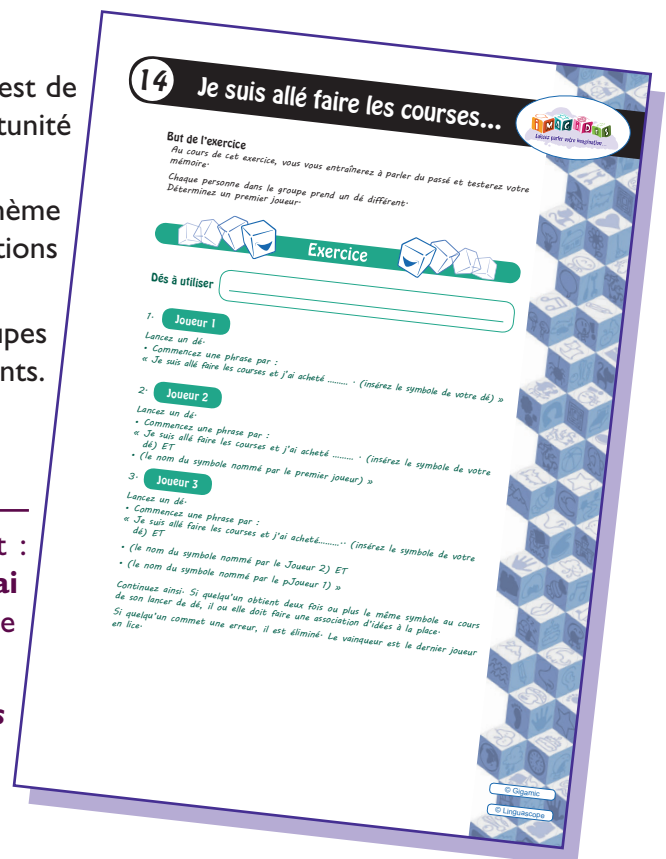 est de
tunité
hème
tions
upes
nts.
t :
ai
e
s
14 Je suis allé faire les courses...
imagidés
Laissez parler votre imagination...
But de l'exercice
Au cours de cet exercice, vous vous entraînerez à parler du passé et testerez votre
mémoire.
Chaque personne dans le groupe prend un dé différent.
Déterminez un premier joueur.
Exercice
Dés à utiliser
1. Joueur 1
Lancez un dé.
• Commencez une phrase par :
« Je suis allé faire les courses et j'ai acheté ......... . (insérez le symbole de votre dé) »
2. Joueur 2
Lancez un dé.
• Commencez une phrase par :
« Je suis allé faire les courses et j'ai acheté ......... . (insérez le symbole de votre
dé) ET
• (le nom du symbole nommé par le premier joueur) »
3. Joueur 3
Lancez un dé.
• Commencez une phrase par :
« Je suis allé faire les courses et j'ai acheté......... .. (insérez le symbole de votre
dé) ET
• (le nom du symbole nommé par le Joueur 2) ET
• (le nom du symbole nommé par le pJoueur 1) »
Continuez ainsi. Si quelqu'un obtient deux fois ou plus le même symbole au cours
de son lancer de dé, il ou elle doit faire une association d'idées à la place.
Si quelqu'un commet une erreur, il est éliminé. Le vainqueur est le dernier joueur
en lice.
© Gigamic
© Linguascope